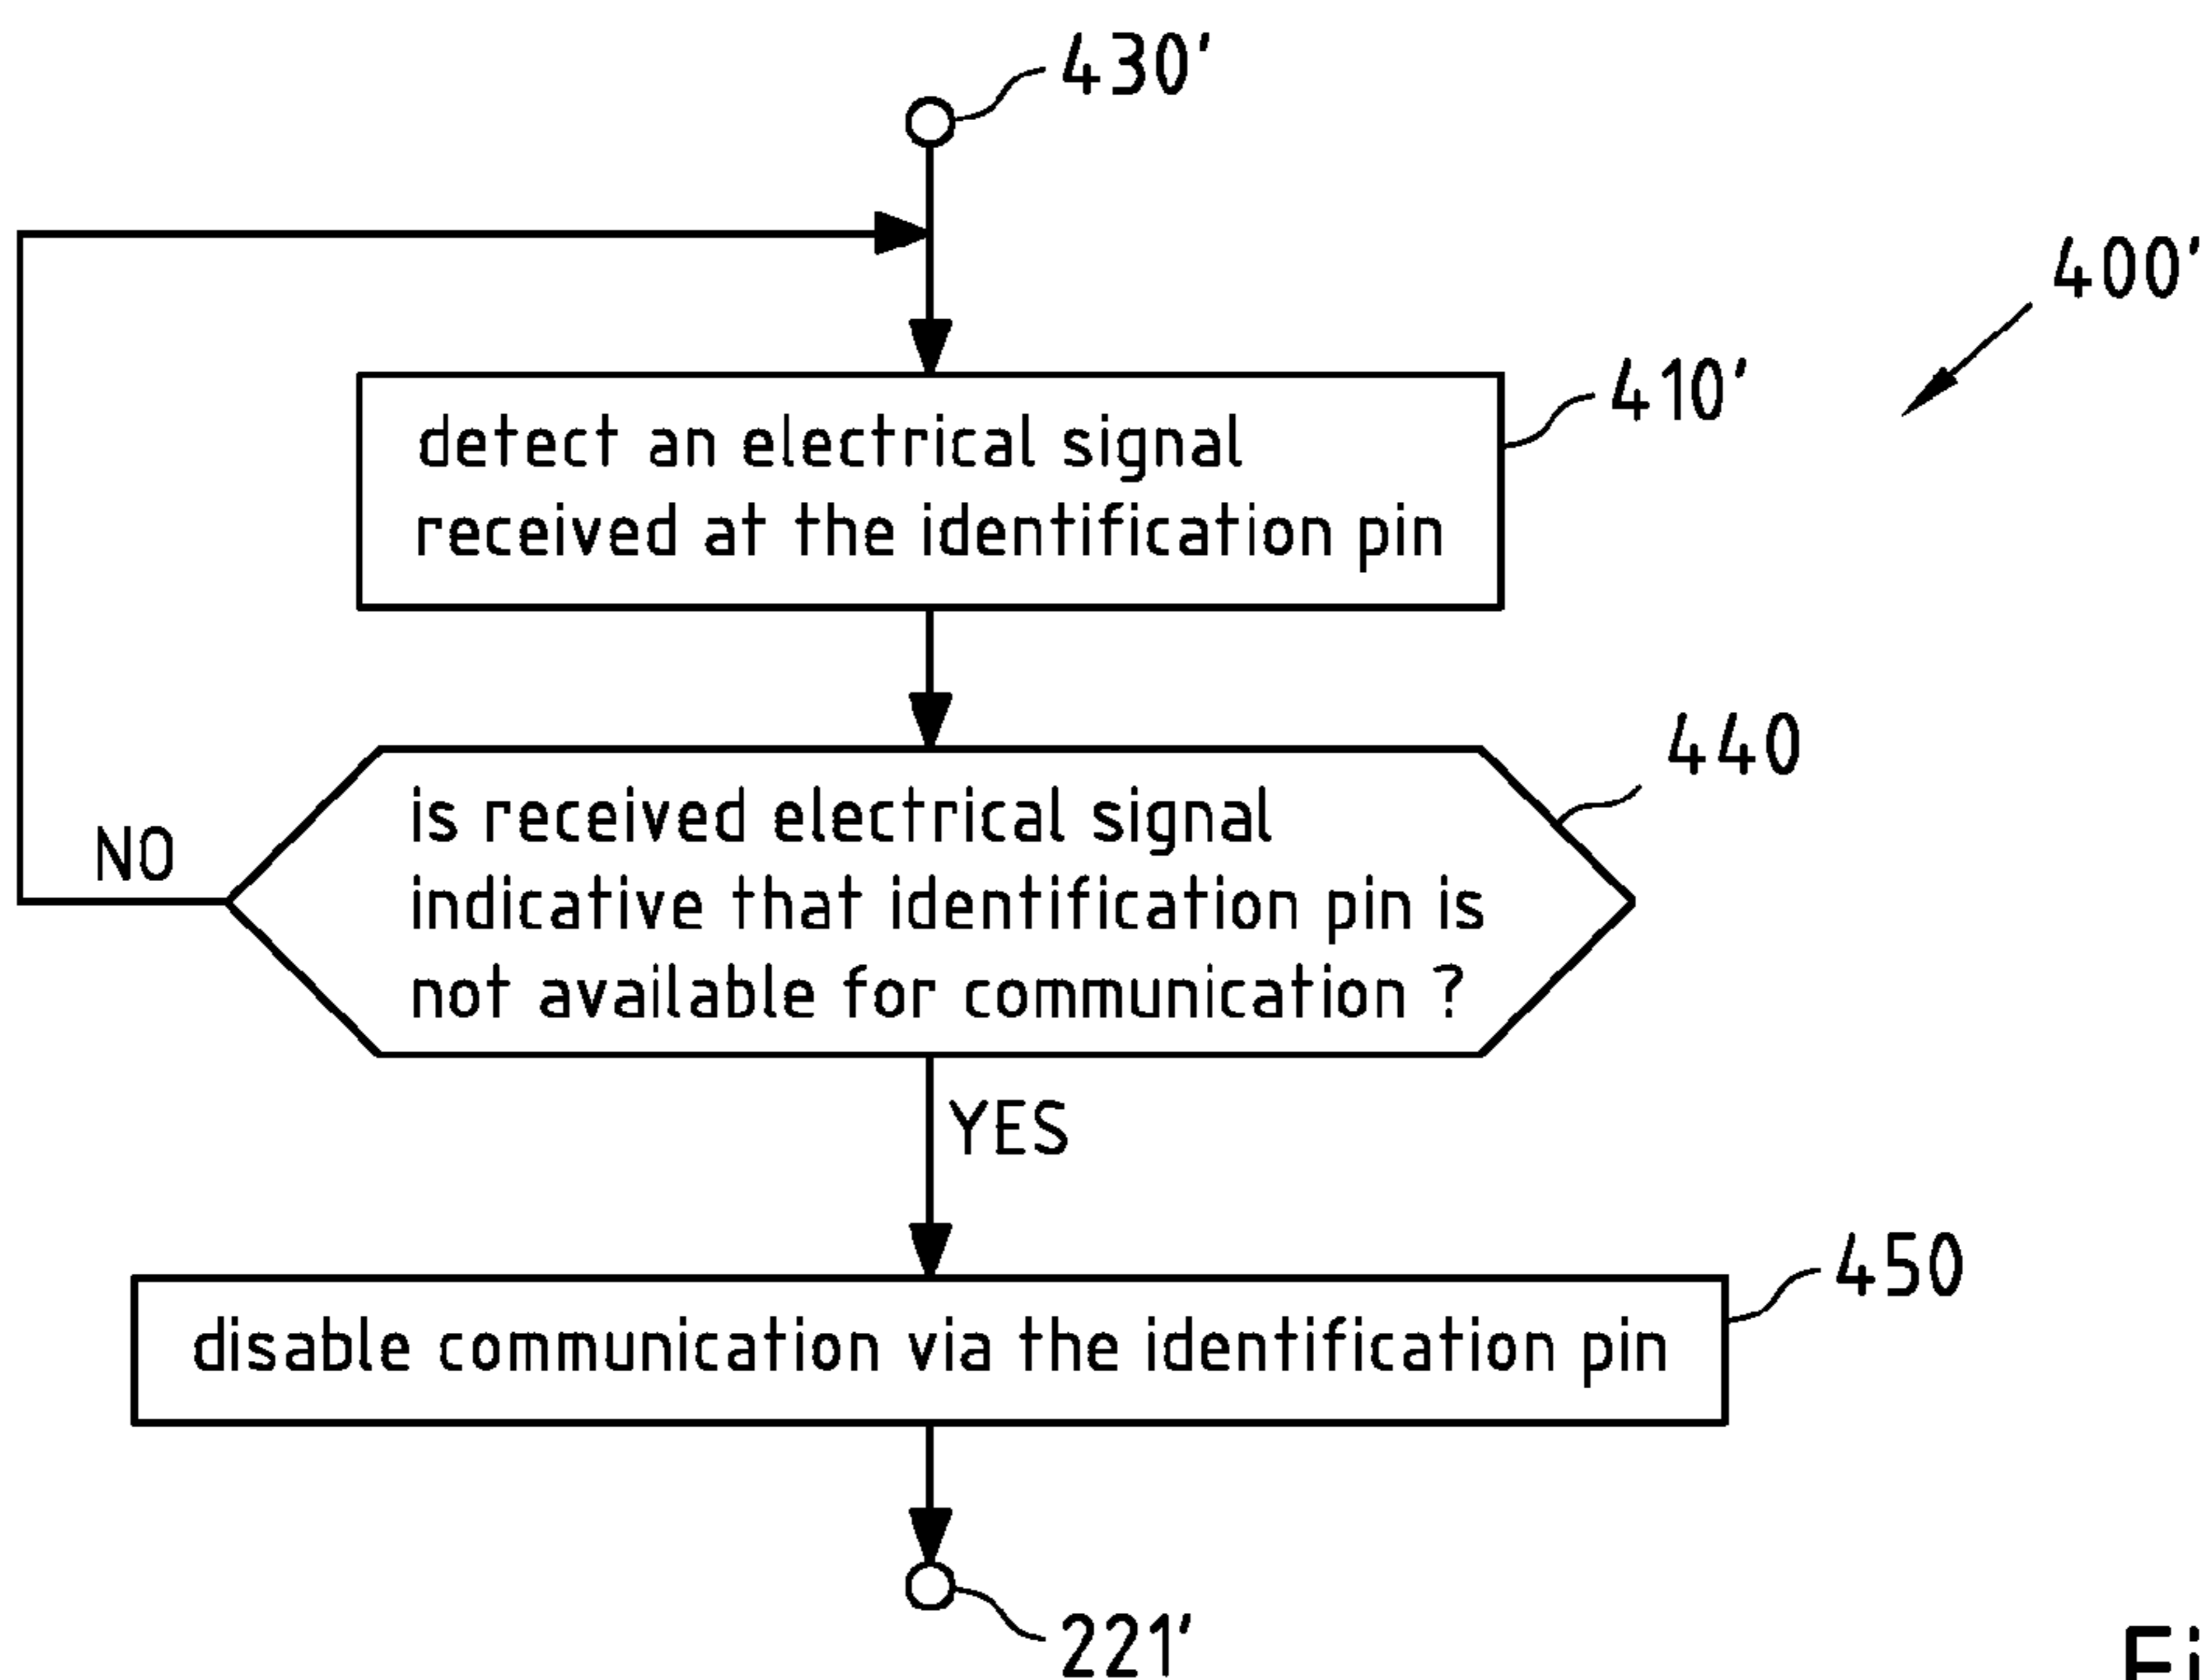 430'
400'
410'
detect an electrical signal
received at the identification pin
440
is received electrical signal
indicative that identification pin is
not available for communication ?
NO
YES
450
disable communication via the identification pin
221'